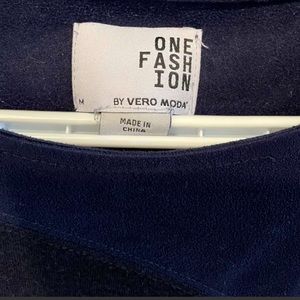 ONE
FASH
ION
M
BY VERO MODA®
MADE IN
CHINA